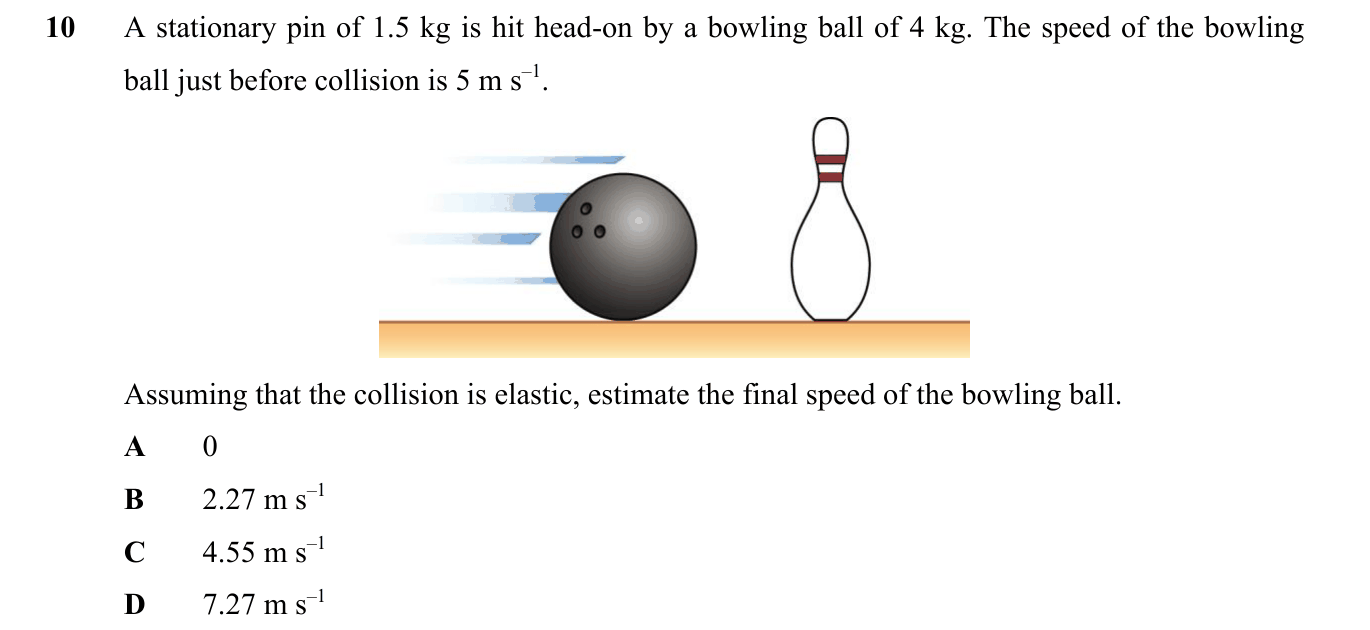 10 A stationary pin of 1.5 kg is hit head-on by a bowling ball of 4 kg. The speed of the bowling
ball just before collision is 5 m s⁻¹.
Assuming that the collision is elastic, estimate the final speed of the bowling ball.
A 0
B 2.27 m s⁻¹
C 4.55 m s⁻¹
D 7.27 m s⁻¹